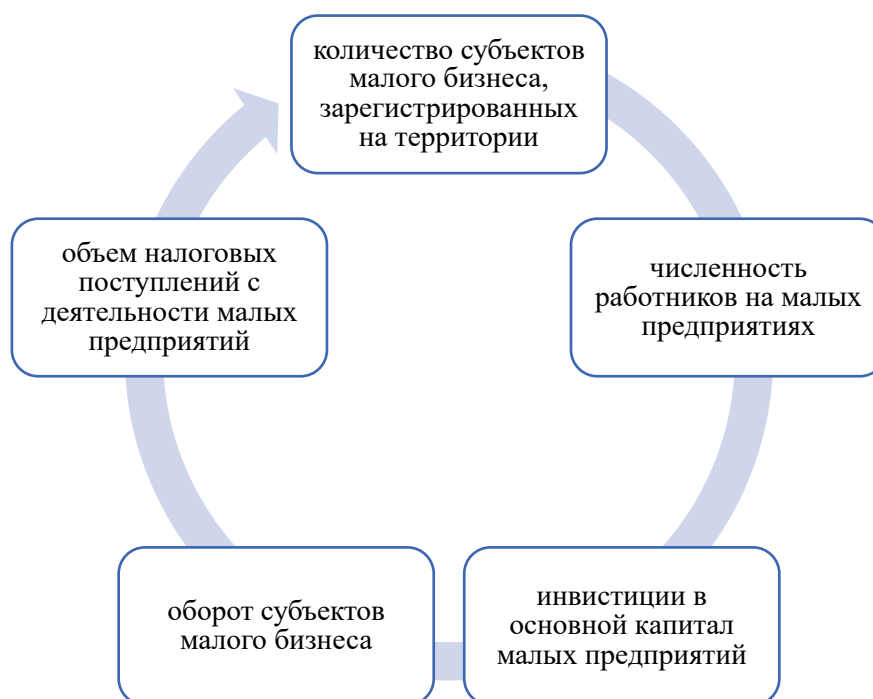 количество субъектов
малого бизнеса,
зарегистрированных
на территории
численность
работников на малых
предприятиях
инвистиции в
основной капитал
малых предприятий
оборот субъектов
малого бизнеса
объем налоговых
поступлений с
деятельности малых
предприятий